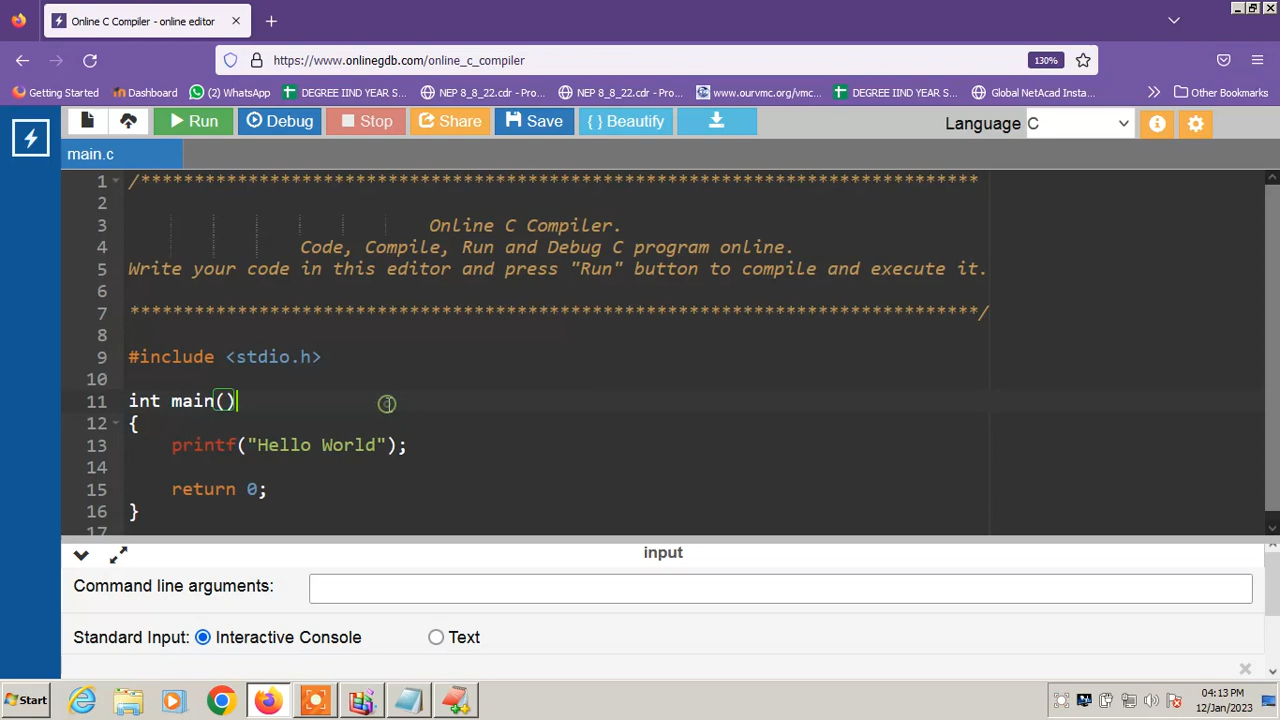 Online C Compiler - online editor
https://www.onlinegdb.com/online_c_compiler
130%
Getting Started
Dashboard
(2) WhatsApp
DEGREE IIND YEAR S...
NEP 8_8_22.cdr - Pro...
NEP 8_8_22.cdr - Pro...
www.ourvmc.org/vmc...
DEGREE IIND YEAR S...
Global NetAcad Insta...
Other Bookmarks
Run
Debug
Stop
Share
Save
{ } Beautify
Language
C
main.c
1 /******************************************************************************
2
3 Online C Compiler.
4 Code, Compile, Run and Debug C program online.
5 Write your code in this editor and press "Run" button to compile and execute it.
6
7 *******************************************************************************/
8
9 #include <stdio.h>
10
11 int main()
12 {
13 printf("Hello World");
14
15 return 0;
16 }
17
input
Command line arguments:
Standard Input:
Interactive Console
Text
Start
04:13 PM
12/Jan/2023